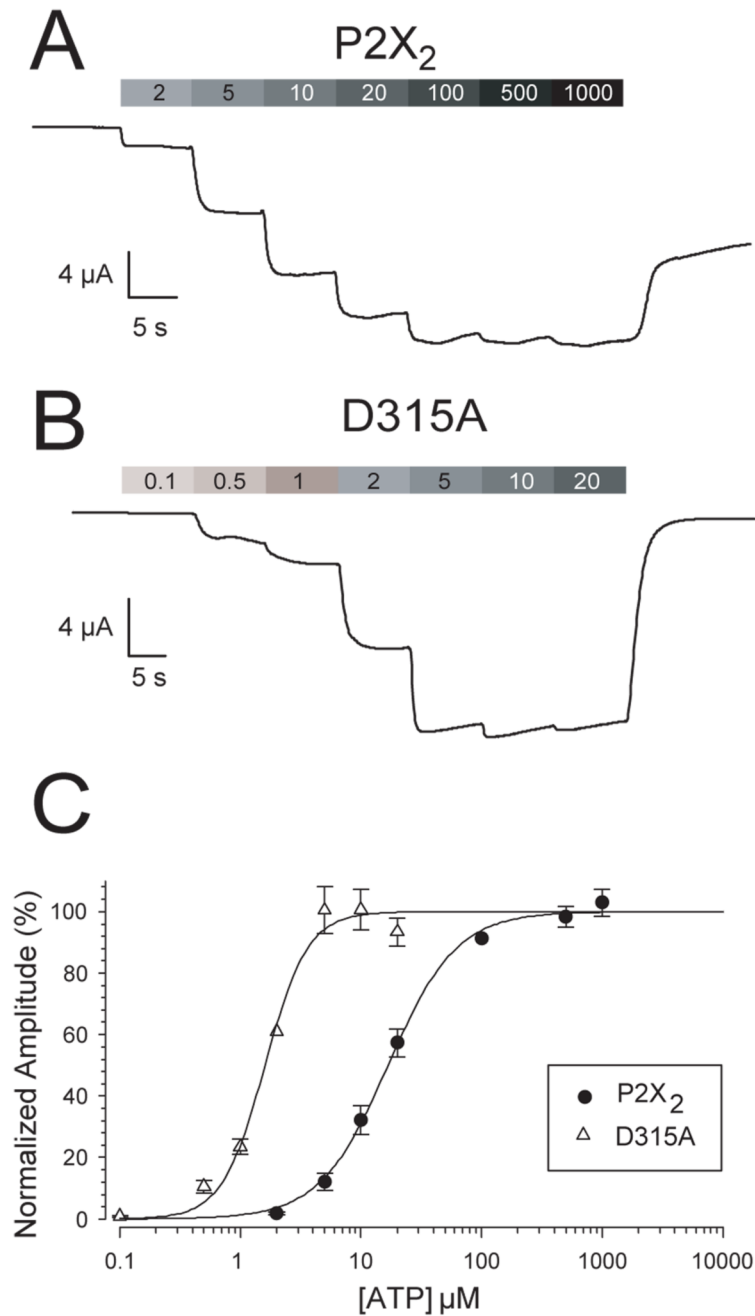 A
P2X2
2 5 10 20 100 500 1000
4 µA
5 s
B
D315A
0.1 0.5 1 2 5 10 20
4 µA
5 s
C
Normalized Amplitude (%)
100
80
60
40
20
0
P2X2
D315A
0.1 1 10 100 1000 10000
[ATP] µM